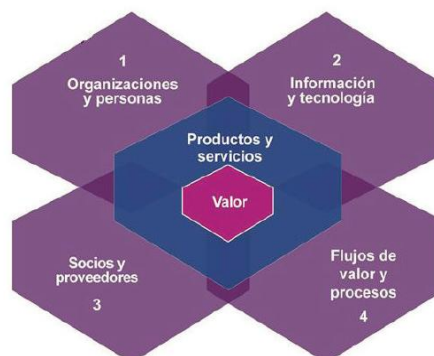 1
Organizaciones
y personas
2
Información
y tecnología
Productos y
servicios
Valor
Socios y
proveedores
3
Flujos de
valor y
procesos
4